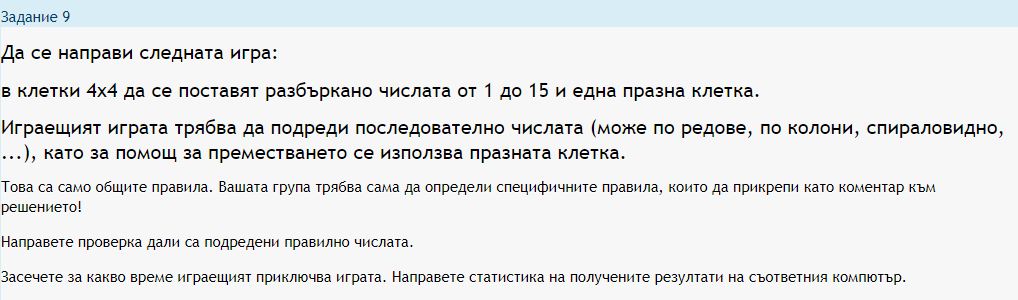 Задание 9
Да се направи следната игра:
в клетки 4x4 да се поставят разбъркано числата от 1 до 15 и една празна клетка.
Играещият играта трябва да подреди последователно числата (може по редове, по колони, спираловидно,
...), като за помощ за преместването се използва празната клетка.
Това са само общите правила. Вашата група трябва сама да определи специфичните правила, които да прикрепи като коментар към
решението!
Направете проверка дали са подредени правилно числата.
Засечете за какво време играещият приключва играта. Направете статистика на получените резултати на съответния компютър.